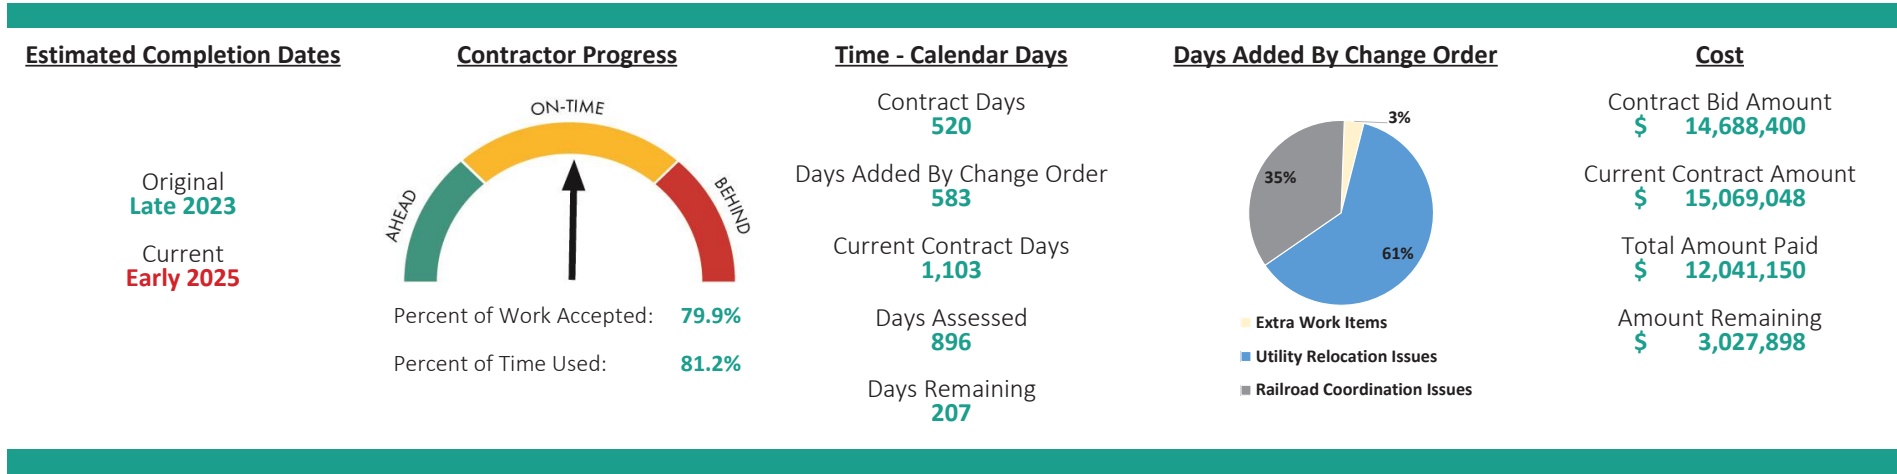 Estimated Completion Dates
Original
Late 2023
Current
Early 2025
Contractor Progress
ON-TIME
AHEAD
BEHIND
Percent of Work Accepted: 79.9%
Percent of Time Used: 81.2%
Time - Calendar Days
Contract Days
520
Days Added By Change Order
583
Current Contract Days
1,103
Days Assessed
896
Days Remaining
207
Days Added By Change Order
3%
35%
61%
Extra Work Items
Utility Relocation Issues
Railroad Coordination Issues
Cost
Contract Bid Amount
$ 14,688,400
Current Contract Amount
$ 15,069,048
Total Amount Paid
$ 12,041,150
Amount Remaining
$ 3,027,898